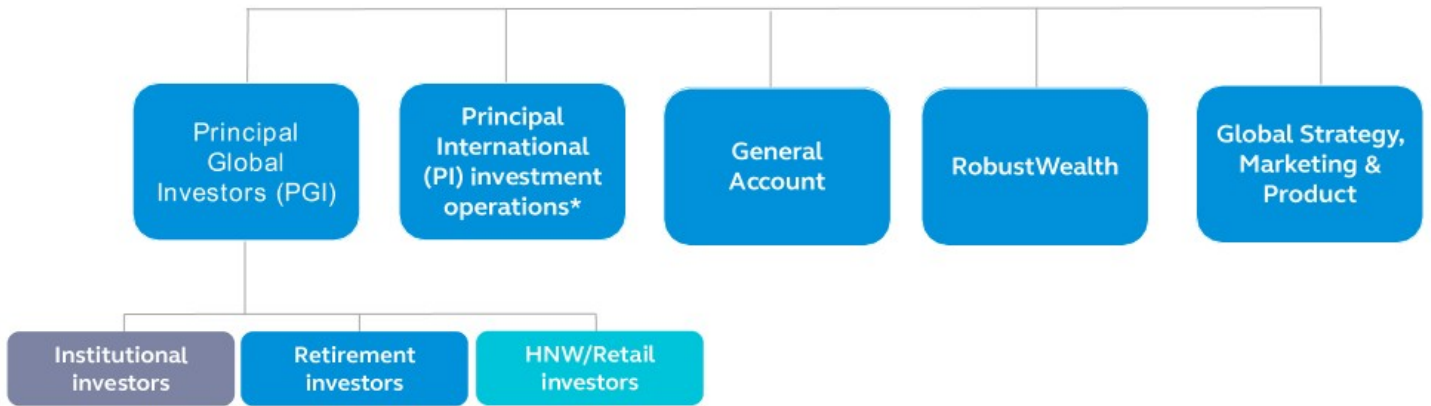 Principal
Global
Investors (PGI)
Principal
International
(PI) investment
operations*
General
Account
RobustWealth
Global Strategy,
Marketing &
Product
Institutional
investors
Retirement
investors
HNW/Retail
investors